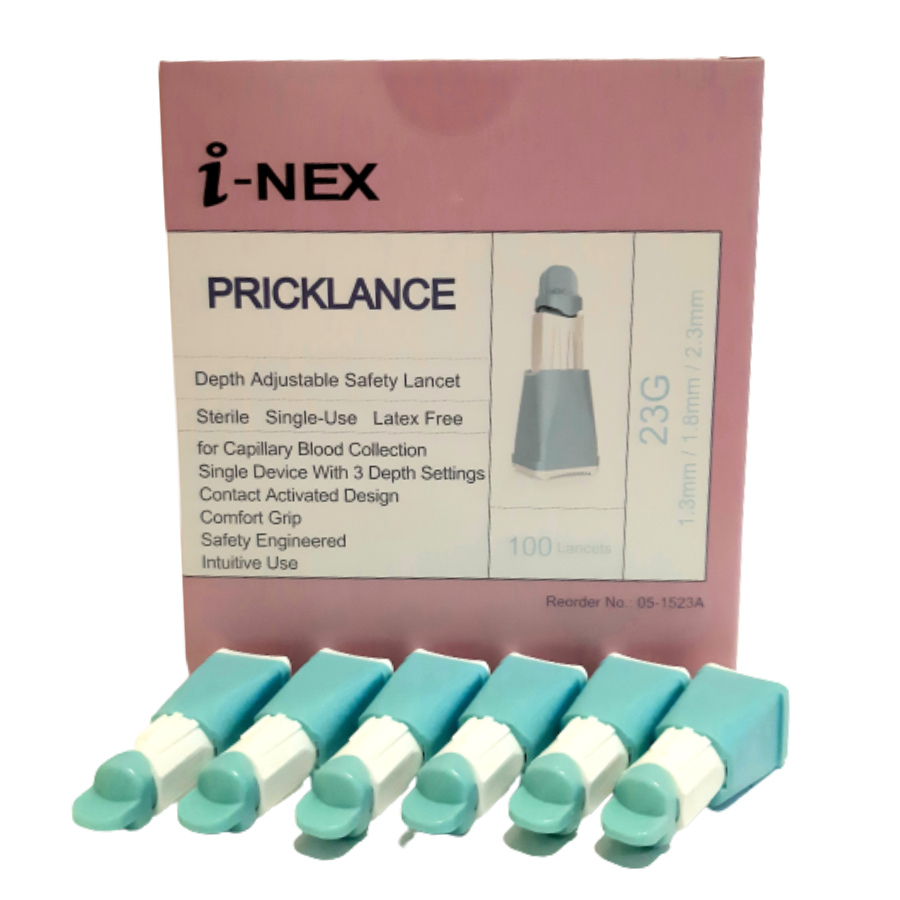 i-NEX
PRICKLANCE
Depth Adjustable Safety Lancet
Sterile Single-Use Latex Free
for Capillary Blood Collection
Single Device With 3 Depth Settings
Contact Activated Design
Comfort Grip
Safety Engineered
Intuitive Use
100 Lancets
23G
1.3mm / 1.8mm / 2.3mm
Reorder No.: 05-1523A